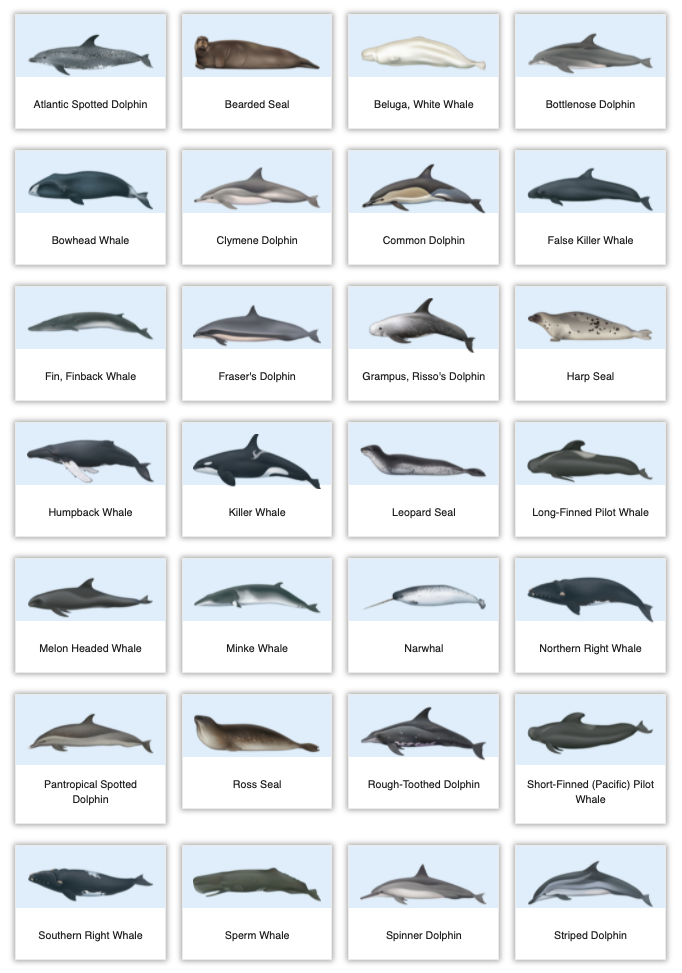 Atlantic Spotted Dolphin
Bearded Seal
Beluga, White Whale
Bottlenose Dolphin
Bowhead Whale
Clymene Dolphin
Common Dolphin
False Killer Whale
Fin, Finback Whale
Fraser's Dolphin
Grampus, Risso's Dolphin
Harp Seal
Humpback Whale
Killer Whale
Leopard Seal
Long-Finned Pilot Whale
Melon Headed Whale
Minke Whale
Narwhal
Northern Right Whale
Pantropical Spotted
Dolphin
Ross Seal
Rough-Toothed Dolphin
Short-Finned (Pacific) Pilot
Whale
Southern Right Whale
Sperm Whale
Spinner Dolphin
Striped Dolphin